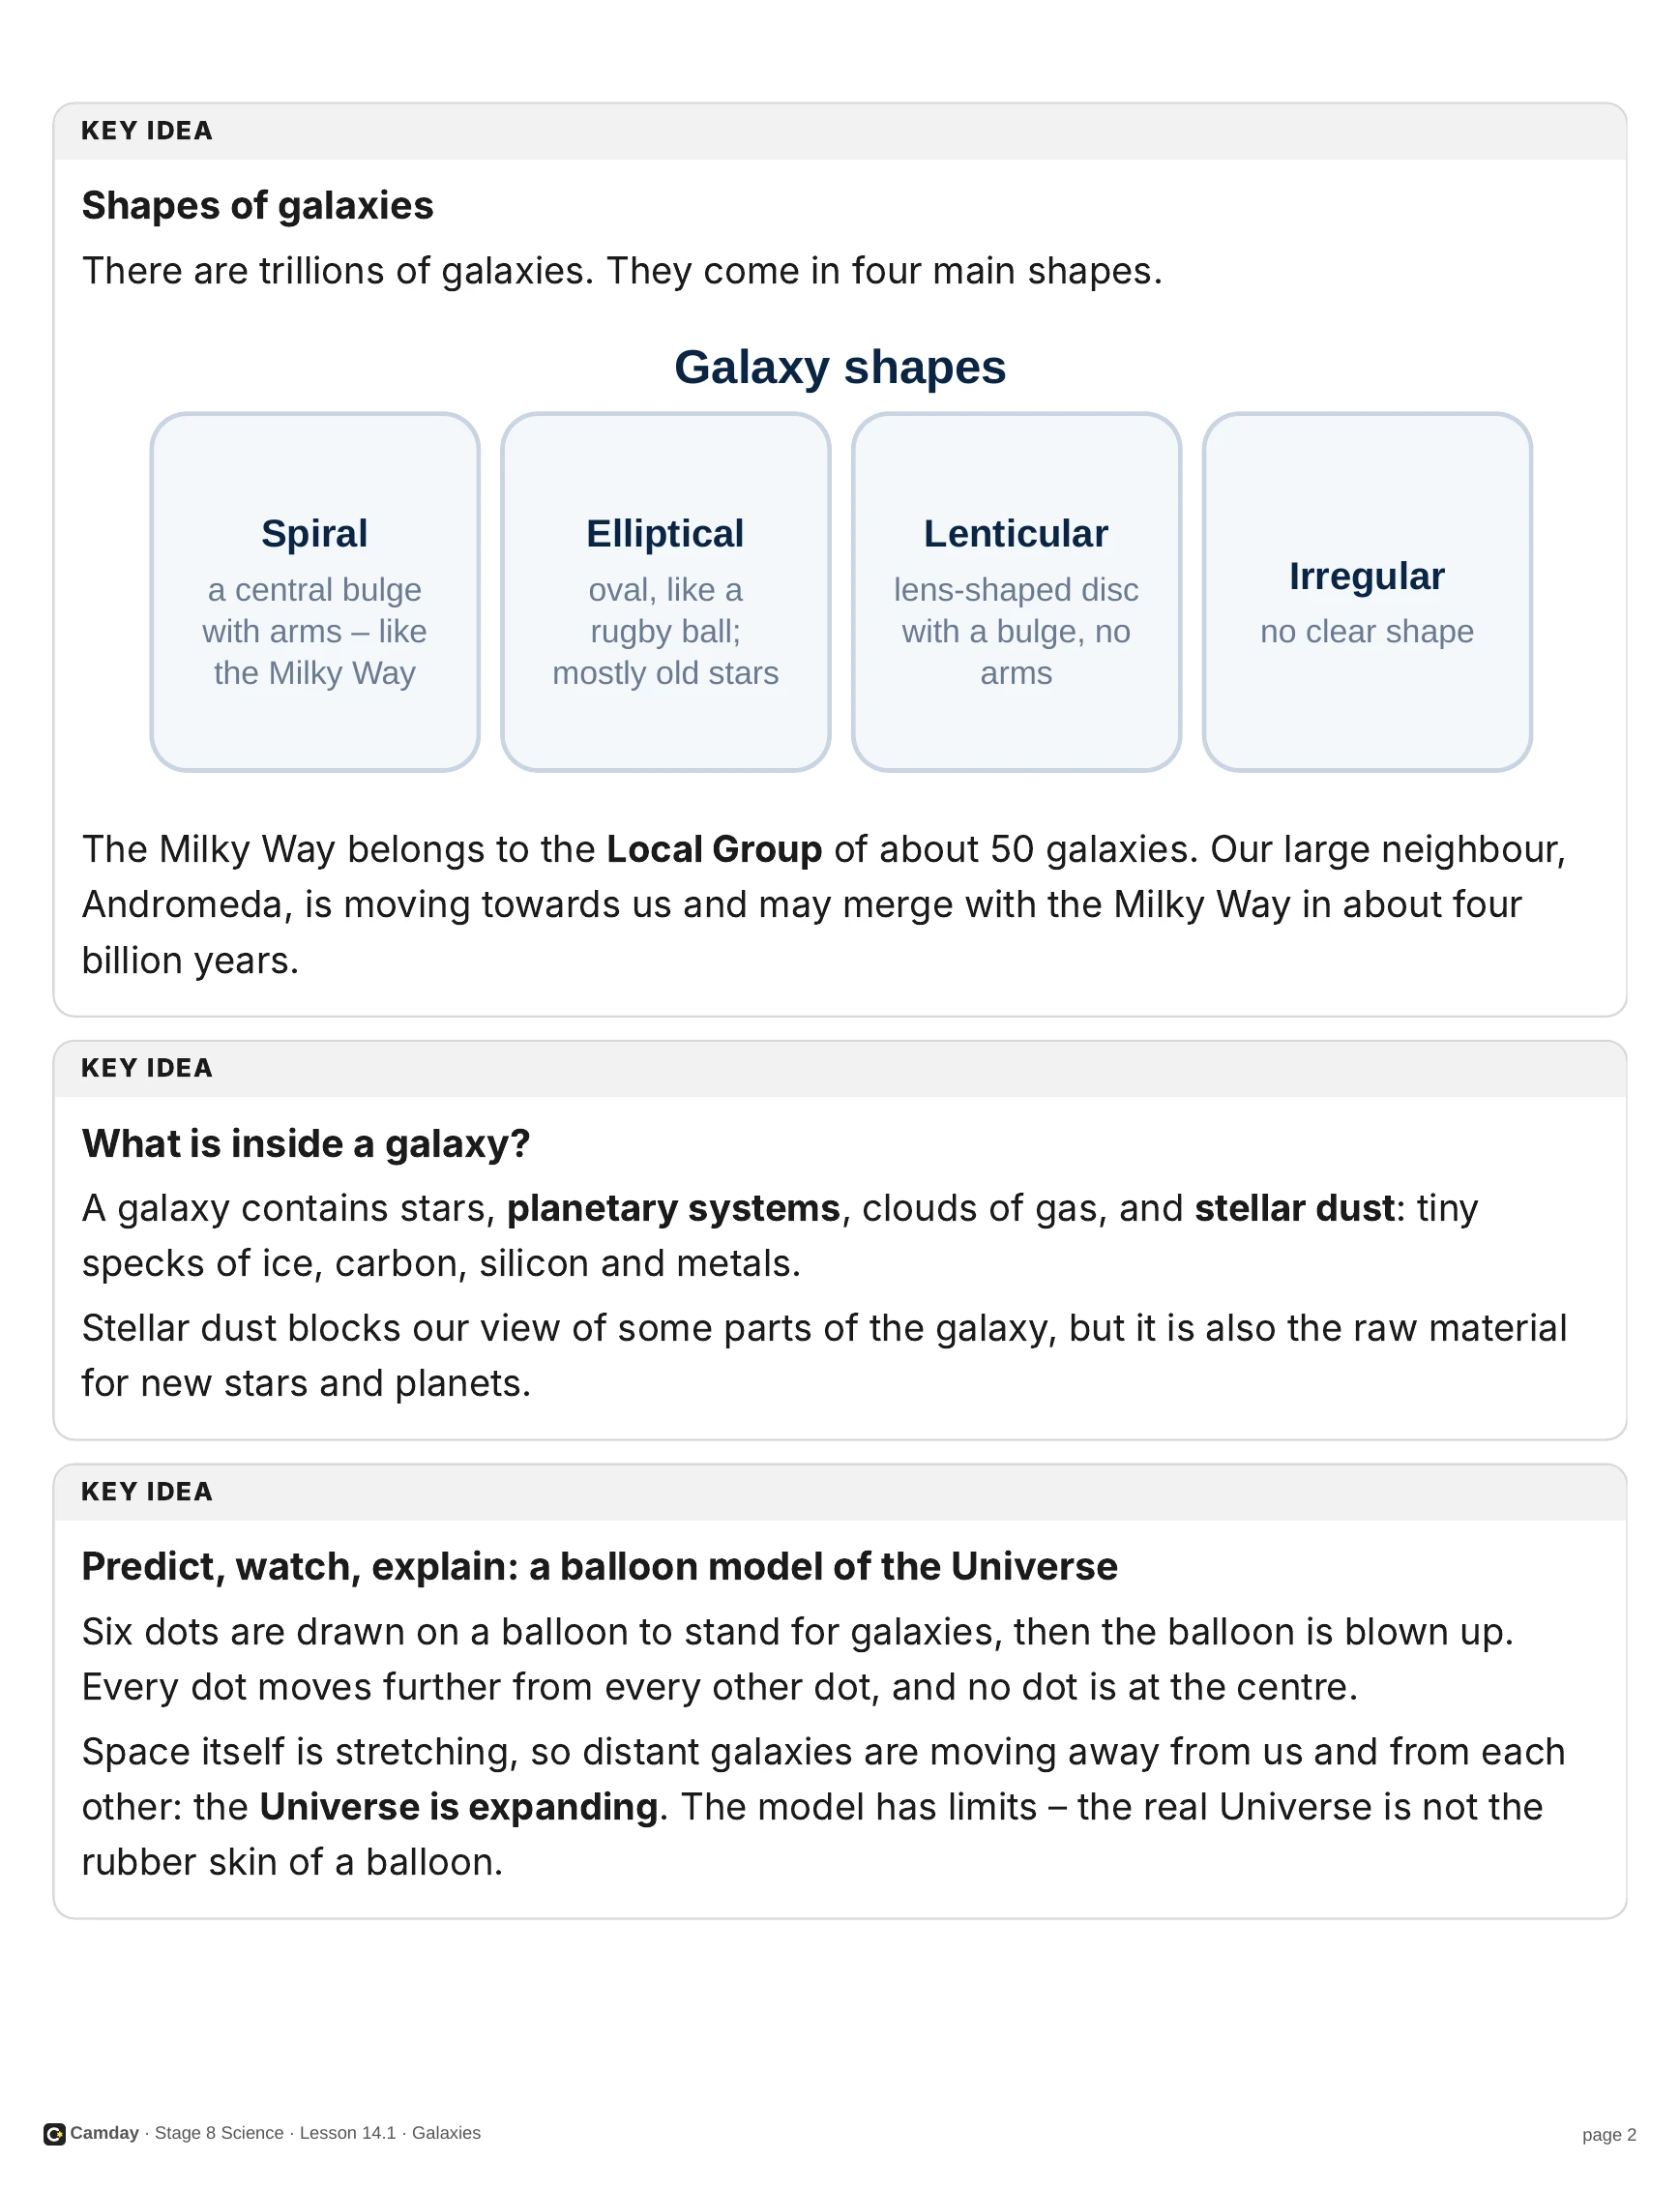 KEY IDEA
Shapes of galaxies
There are trillions of galaxies. They come in four main shapes.
Galaxy shapes
Spiral
a central bulge
with arms – like
the Milky Way
Elliptical
oval, like a
rugby ball;
mostly old stars
Lenticular
lens-shaped disc
with a bulge, no
arms
Irregular
no clear shape
The Milky Way belongs to the Local Group of about 50 galaxies. Our large neighbour,
Andromeda, is moving towards us and may merge with the Milky Way in about four
billion years.
KEY IDEA
What is inside a galaxy?
A galaxy contains stars, planetary systems, clouds of gas, and stellar dust: tiny
specks of ice, carbon, silicon and metals.
Stellar dust blocks our view of some parts of the galaxy, but it is also the raw material
for new stars and planets.
KEY IDEA
Predict, watch, explain: a balloon model of the Universe
Six dots are drawn on a balloon to stand for galaxies, then the balloon is blown up.
Every dot moves further from every other dot, and no dot is at the centre.
Space itself is stretching, so distant galaxies are moving away from us and from each
other: the Universe is expanding. The model has limits – the real Universe is not the
rubber skin of a balloon.
Camday · Stage 8 Science · Lesson 14.1 · Galaxies
page 2